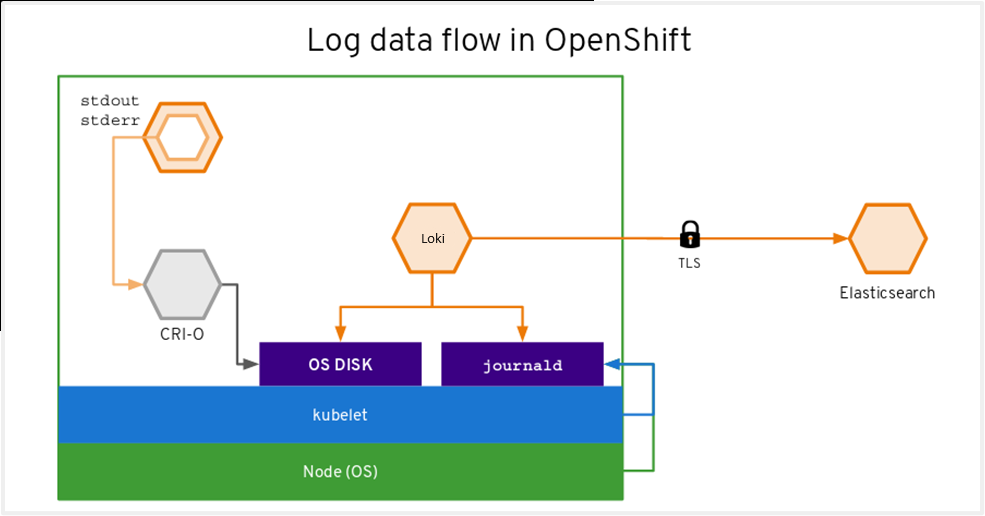 Log data flow in OpenShift
stdout
stderr
Loki
TLS
Elasticsearch
CRI-O
OS DISK
journald
kubelet
Node (OS)